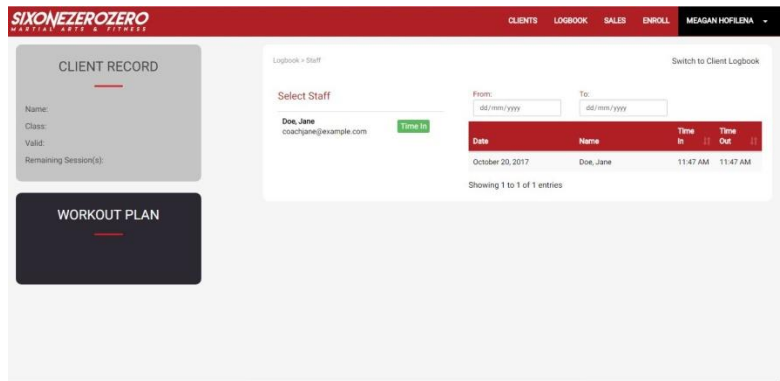 SIXONEZEROZERO
MARTIAL ARTS & FITNESS
CLIENTS LOGBOOK SALES ENROLL MEAGAN HOFILENA
CLIENT RECORD
Name:
Class:
Valid:
Remaining Session(s):
WORKOUT PLAN
Logbook » Staff
Switch to Client Logbook
Select Staff
Doe, Jane
coachjane@example.com
Time In
From: To:
dd/mm/yyyy dd/mm/yyyy
Date Name Time In Time Out
October 20, 2017 Doe, Jane 11:47 AM 11:47 AM
Showing 1 to 1 of 1 entries